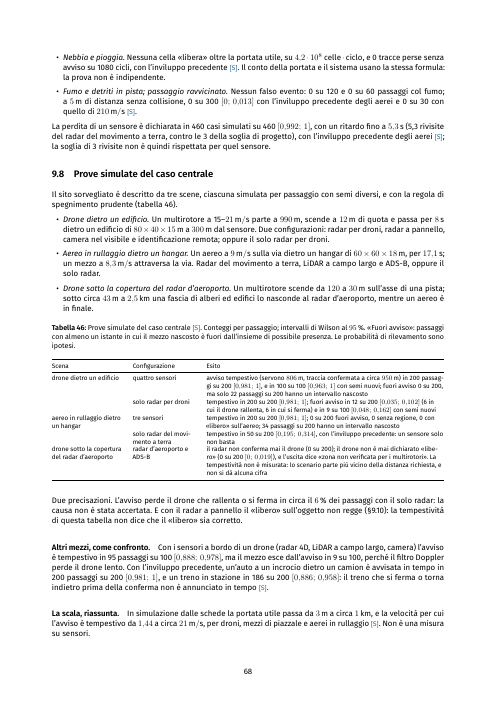 • Nebbia e pioggia. Nessuna cella «libera» oltre la portata utile, su 4,2 · 10⁶ celle · ciclo, e 0 tracce perse senza
avviso su 1080 cicli, con l'inviluppo precedente [S]. Il conto della portata e il sistema usano la stessa formula:
la prova non è indipendente.
• Fumo e detriti in pista; passaggio ravvicinato. Nessun falso evento: 0 su 120 e 0 su 60 passaggi col fumo;
a 5 m di distanza senza collisione, 0 su 300 [0; 0,013] con l'inviluppo precedente degli aerei e 0 su 30 con
quello di 210 m/s [S].
La perdita di un sensore è dichiarata in 460 casi simulati su 460 [0,992; 1], con un ritardo fino a 5,3 s (5,3 rivisite
del radar del movimento a terra, contro le 3 della soglia di progetto), con l'inviluppo precedente degli aerei [S];
la soglia di 3 rivisite non è quindi rispettata per quel sensore.
9.8 Prove simulate del caso centrale
Il sito sorvegliato è descritto da tre scene, ciascuna simulata per passaggio con semi diversi, e con la regola di
spegnimento prudente (tabella 46).
• Drone dietro un edificio. Un multirotore a 15–21 m/s parte a 990 m, scende a 12 m di quota e passa per 8 s
dietro un edificio di 80 × 40 × 15 m a 300 m dal sensore. Due configurazioni: radar per droni, radar a pannello,
camera nel visibile e identificazione remota; oppure il solo radar per droni.
• Aereo in rullaggio dietro un hangar. Un aereo a 9 m/s sulla via dietro un hangar di 60 × 60 × 18 m, per 17,1 s;
un mezzo a 8,3 m/s attraversa la via. Radar del movimento a terra, LiDAR a campo largo e ADS-B, oppure il
solo radar.
• Drone sotto la copertura del radar d'aeroporto. Un multirotore scende da 120 a 30 m sull'asse di una pista;
sotto circa 43 m a 2,5 km una fascia di alberi ed edifici lo nasconde al radar d'aeroporto, mentre un aereo è
in finale.
Tabella 46: Prove simulate del caso centrale [S]. Conteggi per passaggio; intervalli di Wilson al 95 %. «Fuori avviso»: passaggi
con almeno un istante in cui il mezzo nascosto è fuori dall'insieme di possibile presenza. Le probabilità di rilevamento sono
ipotesi.
Scena Configurazione Esito
drone dietro un edificio quattro sensori avviso tempestivo (servono 806 m, traccia confermata a circa 950 m) in 200 passag-
gi su 200 [0,981; 1], e in 100 su 100 [0,963; 1] con semi nuovi; fuori avviso 0 su 200,
ma solo 22 passaggi su 200 hanno un intervallo nascosto
solo radar per droni tempestivo in 200 su 200 [0,981; 1]; fuori avviso in 12 su 200 [0,035; 0,102] (6 in
cui il drone rallenta, 6 in cui si ferma) e in 9 su 100 [0,048; 0,162] con semi nuovi
aereo in rullaggio dietro tre sensori tempestivo in 200 su 200 [0,981; 1]; 0 su 200 fuori avviso, 0 senza regione, 0 con
un hangar «libero» sull'aereo; 34 passaggi su 200 hanno un intervallo nascosto
solo radar del movi- tempestivo in 50 su 200 [0,195; 0,314], con l'inviluppo precedente: un sensore solo
mento a terra non basta
drone sotto la copertura radar d'aeroporto e il radar non conferma mai il drone (0 su 200); il drone non è mai dichiarato «libe-
del radar d'aeroporto ADS-B ro» (0 su 200 [0; 0,019]), e l'uscita dice «zona non verificata per i multirotori». La
tempestività non è misurata: lo scenario parte più vicino della distanza richiesta, e
non si dà alcuna cifra
Due precisazioni. L'avviso perde il drone che rallenta o si ferma in circa il 6 % dei passaggi con il solo radar: la
causa non è stata accertata. E con il radar a pannello il «libero» sull'oggetto non regge (§9.10): la tempestività
di questa tabella non dice che il «libero» sia corretto.
Altri mezzi, come confronto. Con i sensori a bordo di un drone (radar 4D, LiDAR a campo largo, camera) l'avviso
è tempestivo in 95 passaggi su 100 [0,888; 0,978], ma il mezzo esce dall'avviso in 9 su 100, perché il filtro Doppler
perde il drone lento. Con l'inviluppo precedente, un'auto a un incrocio dietro un camion è avvisata in tempo in
200 passaggi su 200 [0,981; 1], e un treno in stazione in 186 su 200 [0,886; 0,958]: il treno che si ferma o torna
indietro prima della conferma non è annunciato in tempo [S].
La scala, riassunta. In simulazione dalle schede la portata utile passa da 3 m a circa 1 km, e la velocità per cui
l'avviso è tempestivo da 1,44 a circa 21 m/s, per droni, mezzi di piazzale e aerei in rullaggio [S]. Non è una misura
su sensori.
68